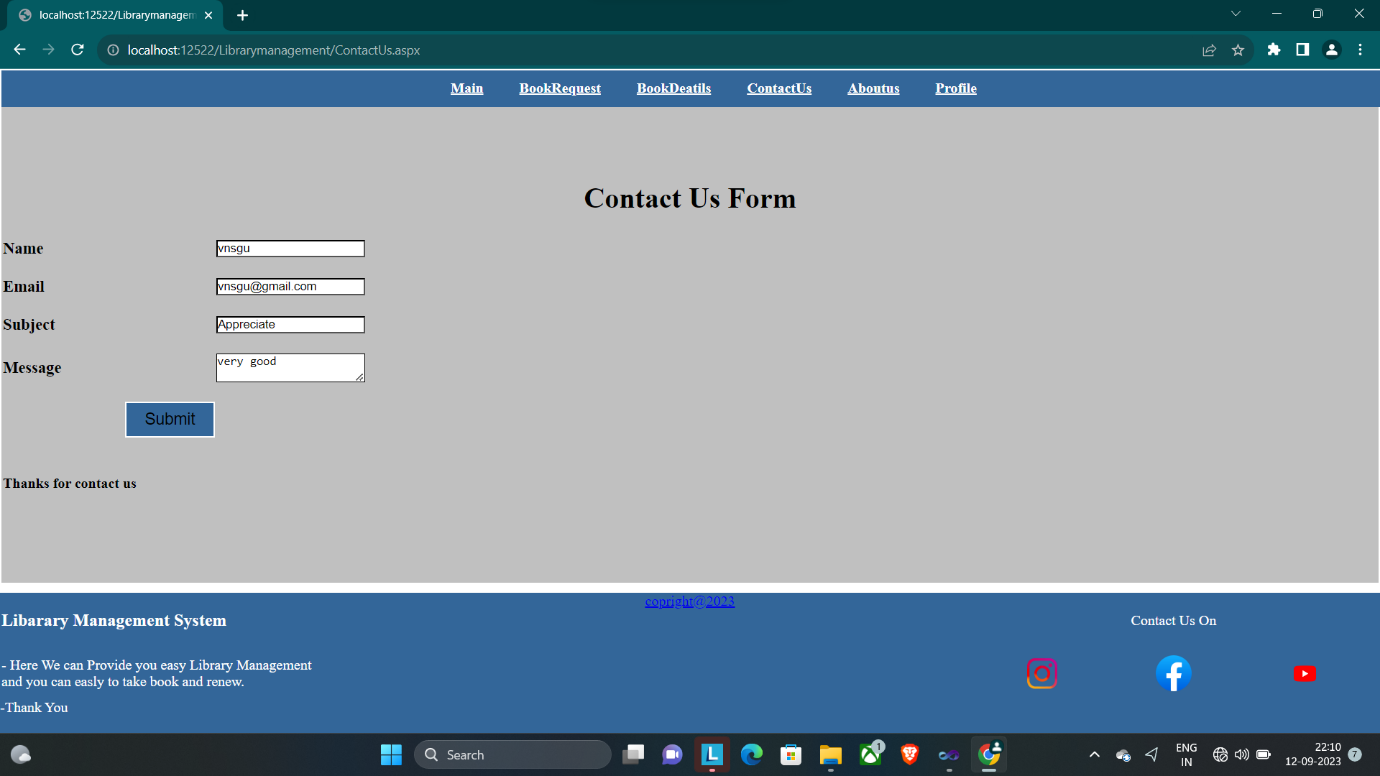 localhost:12522/Librarymanagem
localhost:12522/Librarymanagement/ContactUs.aspx
Main BookRequest BookDeatils ContactUs Aboutus Profile
Contact Us Form
Name vnsgu
Email vnsgu@gmail.com
Subject Appreciate
Message very good
Submit
Thanks for contact us
copright@2023
Libarary Management System
Contact Us On
- Here We can Provide you easy Library Management
and you can easly to take book and renew.
-Thank You
Search
L
1
ENG
IN
22:10
12-09-2023
7